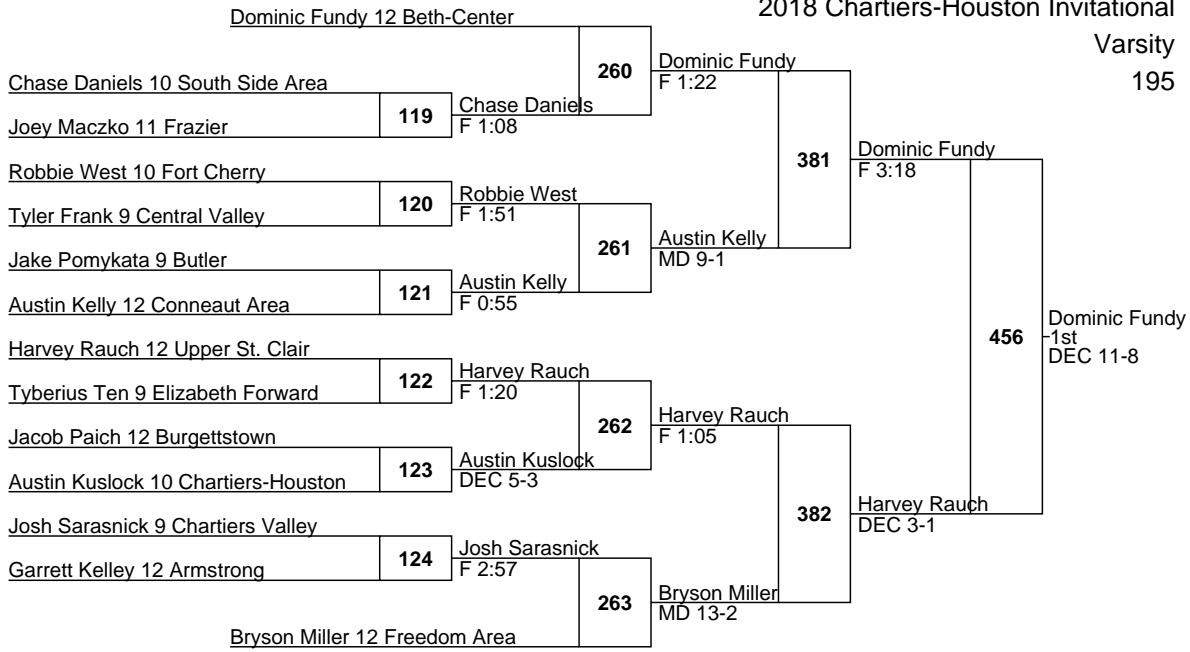 2018 Chartiers-Houston Invitational
Varsity
195
Dominic Fundy 12 Beth-Center
260
Dominic Fundy
F 1:22
Chase Daniels 10 South Side Area
119
Chase Daniels
F 1:08
Joey Maczko 11 Frazier
381
Dominic Fundy
F 3:18
Robbie West 10 Fort Cherry
120
Robbie West
F 1:51
Tyler Frank 9 Central Valley
261
Austin Kelly
MD 9-1
Jake Pomykata 9 Butler
121
Austin Kelly
F 0:55
Austin Kelly 12 Conneaut Area
456
Dominic Fundy
1st
DEC 11-8
Harvey Rauch 12 Upper St. Clair
122
Harvey Rauch
F 1:20
Tyberius Ten 9 Elizabeth Forward
262
Harvey Rauch
F 1:05
Jacob Paich 12 Burgettstown
123
Austin Kuslock
DEC 5-3
Austin Kuslock 10 Chartiers-Houston
382
Harvey Rauch
DEC 3-1
Josh Sarasnick 9 Chartiers Valley
124
Josh Sarasnick
F 2:57
Garrett Kelley 12 Armstrong
263
Bryson Miller
MD 13-2
Bryson Miller 12 Freedom Area